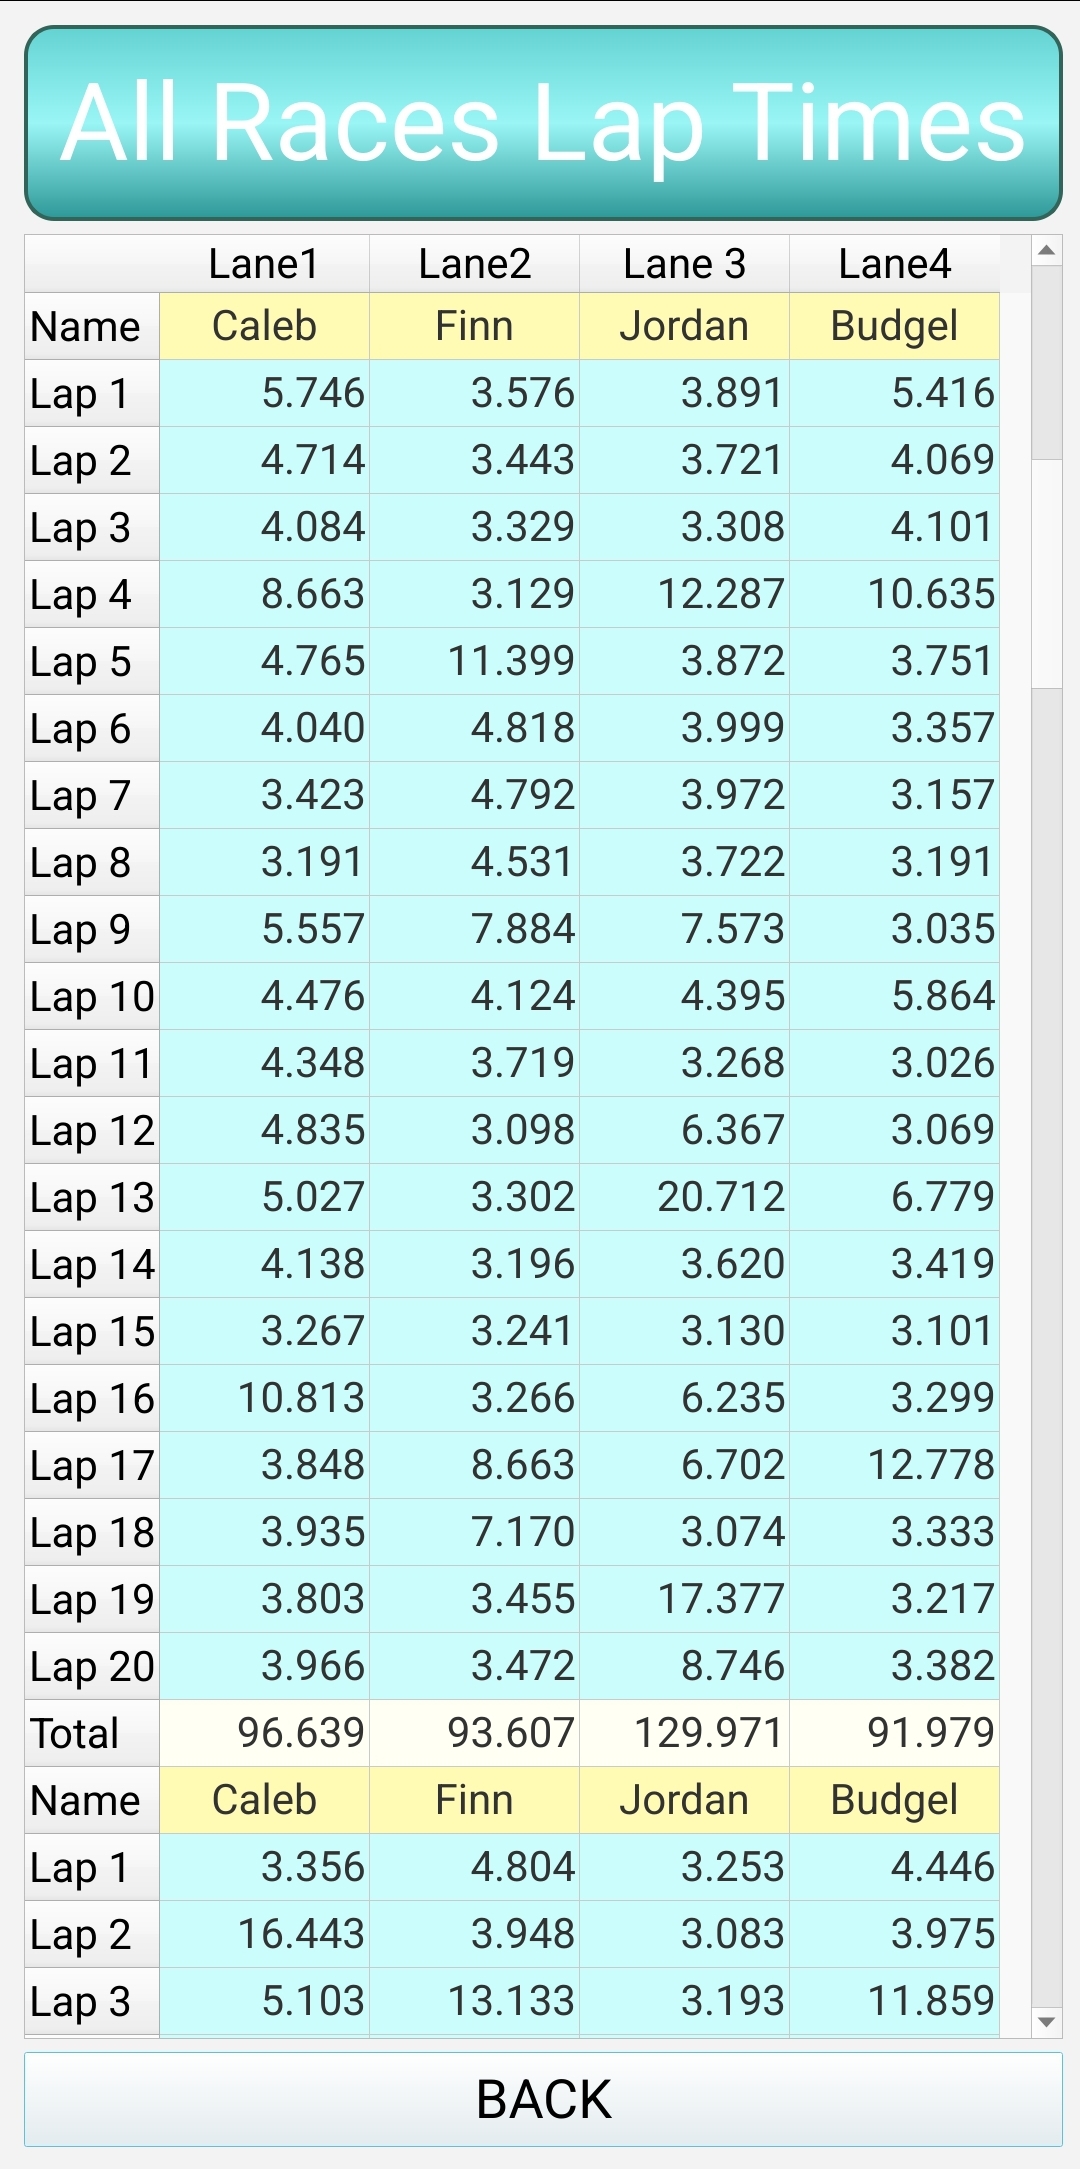 All Races Lap Times
Lane1 Lane2 Lane 3 Lane4
Name Caleb Finn Jordan Budgel
Lap 1 5.746 3.576 3.891 5.416
Lap 2 4.714 3.443 3.721 4.069
Lap 3 4.084 3.329 3.308 4.101
Lap 4 8.663 3.129 12.287 10.635
Lap 5 4.765 11.399 3.872 3.751
Lap 6 4.040 4.818 3.999 3.357
Lap 7 3.423 4.792 3.972 3.157
Lap 8 3.191 4.531 3.722 3.191
Lap 9 5.557 7.884 7.573 3.035
Lap 10 4.476 4.124 4.395 5.864
Lap 11 4.348 3.719 3.268 3.026
Lap 12 4.835 3.098 6.367 3.069
Lap 13 5.027 3.302 20.712 6.779
Lap 14 4.138 3.196 3.620 3.419
Lap 15 3.267 3.241 3.130 3.101
Lap 16 10.813 3.266 6.235 3.299
Lap 17 3.848 8.663 6.702 12.778
Lap 18 3.935 7.170 3.074 3.333
Lap 19 3.803 3.455 17.377 3.217
Lap 20 3.966 3.472 8.746 3.382
Total 96.639 93.607 129.971 91.979
Name Caleb Finn Jordan Budgel
Lap 1 3.356 4.804 3.253 4.446
Lap 2 16.443 3.948 3.083 3.975
Lap 3 5.103 13.133 3.193 11.859
BACK